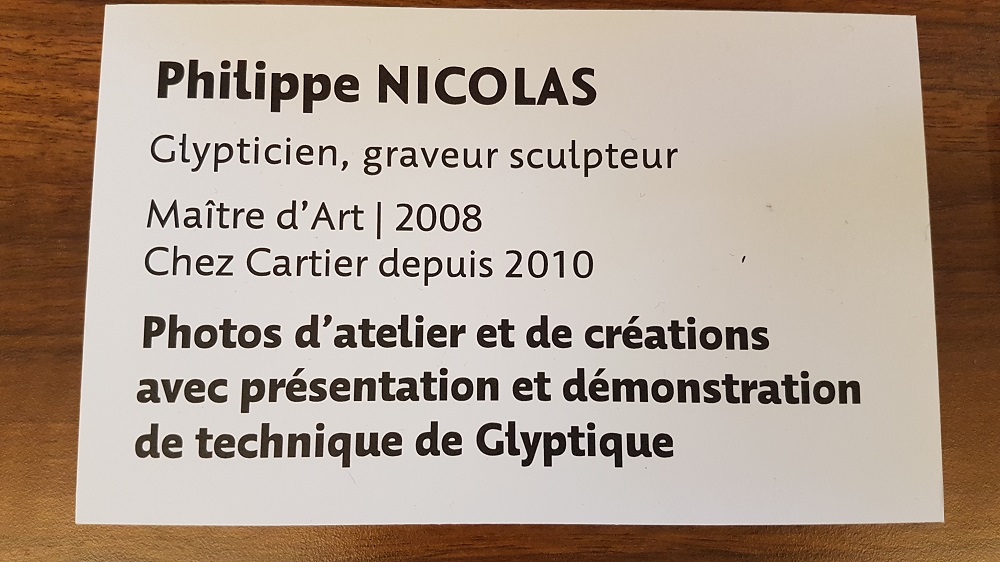 Philippe NICOLAS
Glypticien, graveur sculpteur
Maître d’Art | 2008
Chez Cartier depuis 2010
Photos d’atelier et de créations
avec présentation et démonstration
de technique de Glyptique